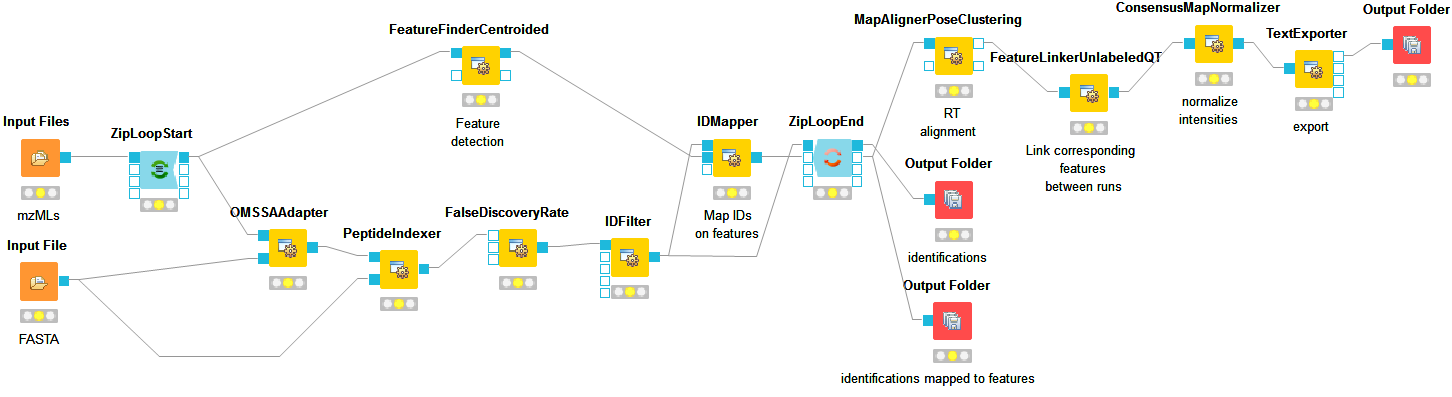 Input Files
mzMLs
Input File
FASTA
ZipLoopStart
FeatureFinderCentroided
Feature
detection
OMSSAAdapter
PeptideIndexer
FalseDiscoveryRate
IDFilter
IDMapper
Map IDs
on features
ZipLoopEnd
MapAlignerPoseClustering
RT
alignment
Output Folder
identifications
Output Folder
identifications mapped to features
FeatureLinkerUnlabeledQT
Link corresponding
features
between runs
ConsensusMapNormalizer
normalize
intensities
TextExporter
export
Output Folder